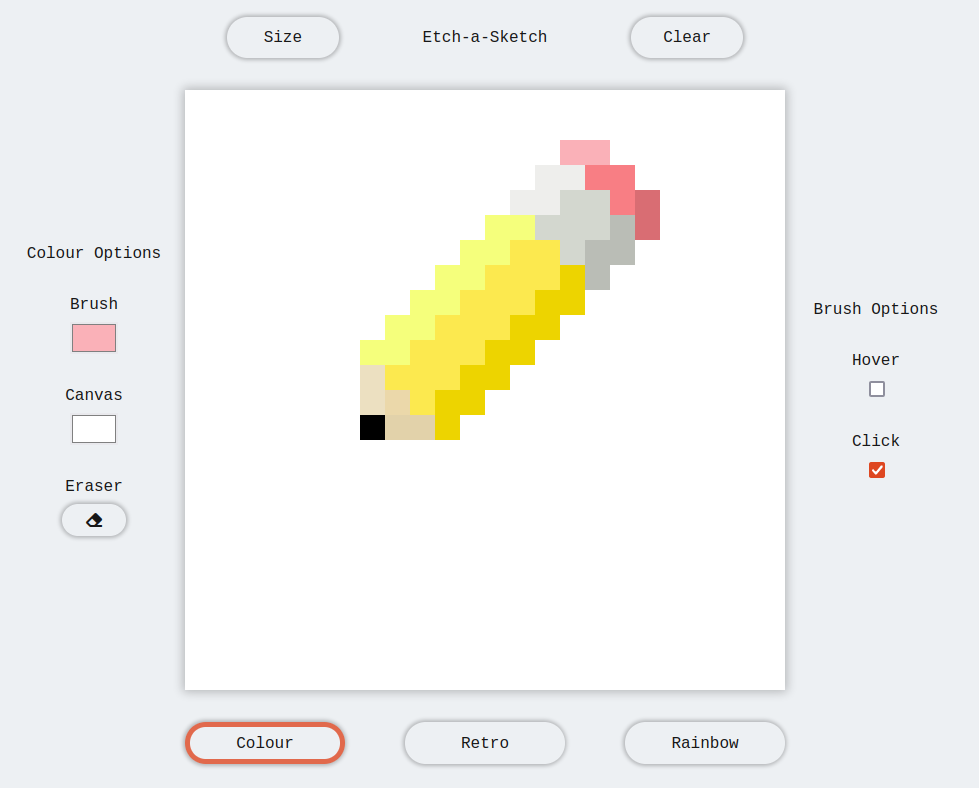 Size
Etch-a-Sketch
Clear
Colour Options
Brush
Canvas
Eraser
Brush Options
Hover
Click
Colour
Retro
Rainbow